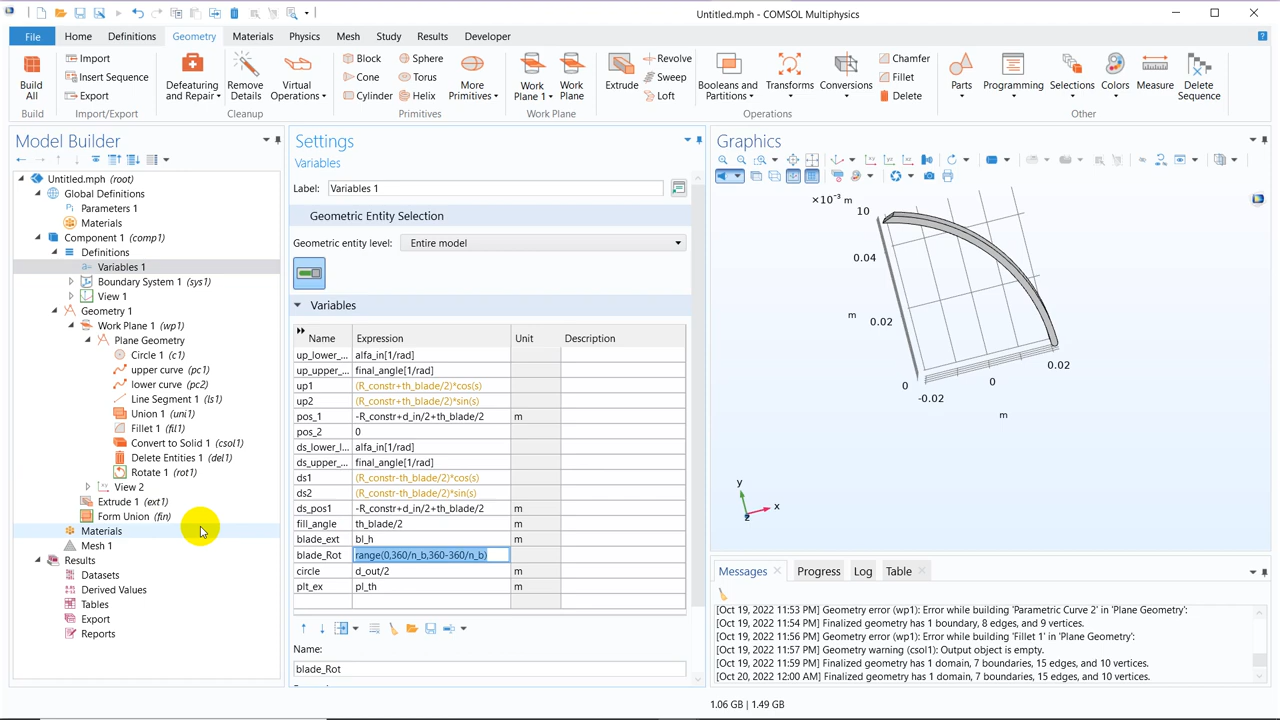 Untitled.mph - COMSOL Multiphysics
File Home Definitions Geometry Materials Physics Mesh Study Results Developer
Build All
Import
Insert Sequence
Export
Defeaturing and Repair
Remove Details
Virtual Operations
Block
Cone
Cylinder
Sphere
Torus
Helix
More Primitives
Work Plane 1
Work Plane
Extrude
Revolve
Sweep
Loft
Booleans and Partitions
Transforms
Conversions
Chamfer
Fillet
Delete
Parts
Programming
Selections
Colors
Measure
Delete Sequence
Build Import/Export Cleanup Primitives Work Plane Operations Other
Model Builder
Untitled.mph (root)
Global Definitions
Parameters 1
Materials
Component 1 (comp1)
Definitions
Variables 1
Boundary System 1 (sys1)
View 1
Geometry 1
Work Plane 1 (wp1)
Plane Geometry
Circle 1 (c1)
upper curve (pc1)
lower curve (pc2)
Line Segment 1 (ls1)
Union 1 (uni1)
Fillet 1 (fil1)
Convert to Solid 1 (csol1)
Delete Entities 1 (del1)
Rotate 1 (rot1)
View 2
Extrude 1 (ext1)
Form Union (fin)
Materials
Mesh 1
Results
Datasets
Derived Values
Tables
Export
Reports
Settings
Variables
Label: Variables 1
Geometric Entity Selection
Geometric entity level: Entire model
Variables
Name Expression Unit Description
up_lower_... alfa_in[1/rad]
up_upper_... final_angle[1/rad]
up1 (R_constr+th_blade/2)*cos(s)
up2 (R_constr+th_blade/2)*sin(s)
pos_1 -R_constr+d_in/2+th_blade/2 m
pos_2 0
ds_lower_l... alfa_in[1/rad]
ds_upper_... final_angle[1/rad]
ds1 (R_constr-th_blade/2)*cos(s)
ds2 (R_constr-th_blade/2)*sin(s)
ds_pos1 -R_constr+d_in/2+th_blade/2 m
fill_angle th_blade/2 m
blade_ext bl_h m
blade_Rot range(0,360/n_b,360-360/n_b)
circle d_out/2 m
plt_ex pl_th m
Name:
blade_Rot
Graphics
×10⁻³ m
10
0.04
m
0.02
0
-0.02
0
0.02
m
y
x
z
Messages Progress Log Table
[Oct 19, 2022 11:53 PM] Geometry error (wp1): Error while building 'Parametric Curve 2' in 'Plane Geometry':
[Oct 19, 2022 11:54 PM] Finalized geometry has 1 boundary, 8 edges, and 9 vertices.
[Oct 19, 2022 11:56 PM] Geometry error (wp1): Error while building 'Fillet 1' in 'Plane Geometry':
[Oct 19, 2022 11:57 PM] Geometry warning (csol1): Output object is empty.
[Oct 19, 2022 11:59 PM] Finalized geometry has 1 domain, 7 boundaries, 15 edges, and 10 vertices.
[Oct 20, 2022 12:00 AM] Finalized geometry has 1 domain, 7 boundaries, 15 edges, and 10 vertices.
1.06 GB | 1.49 GB